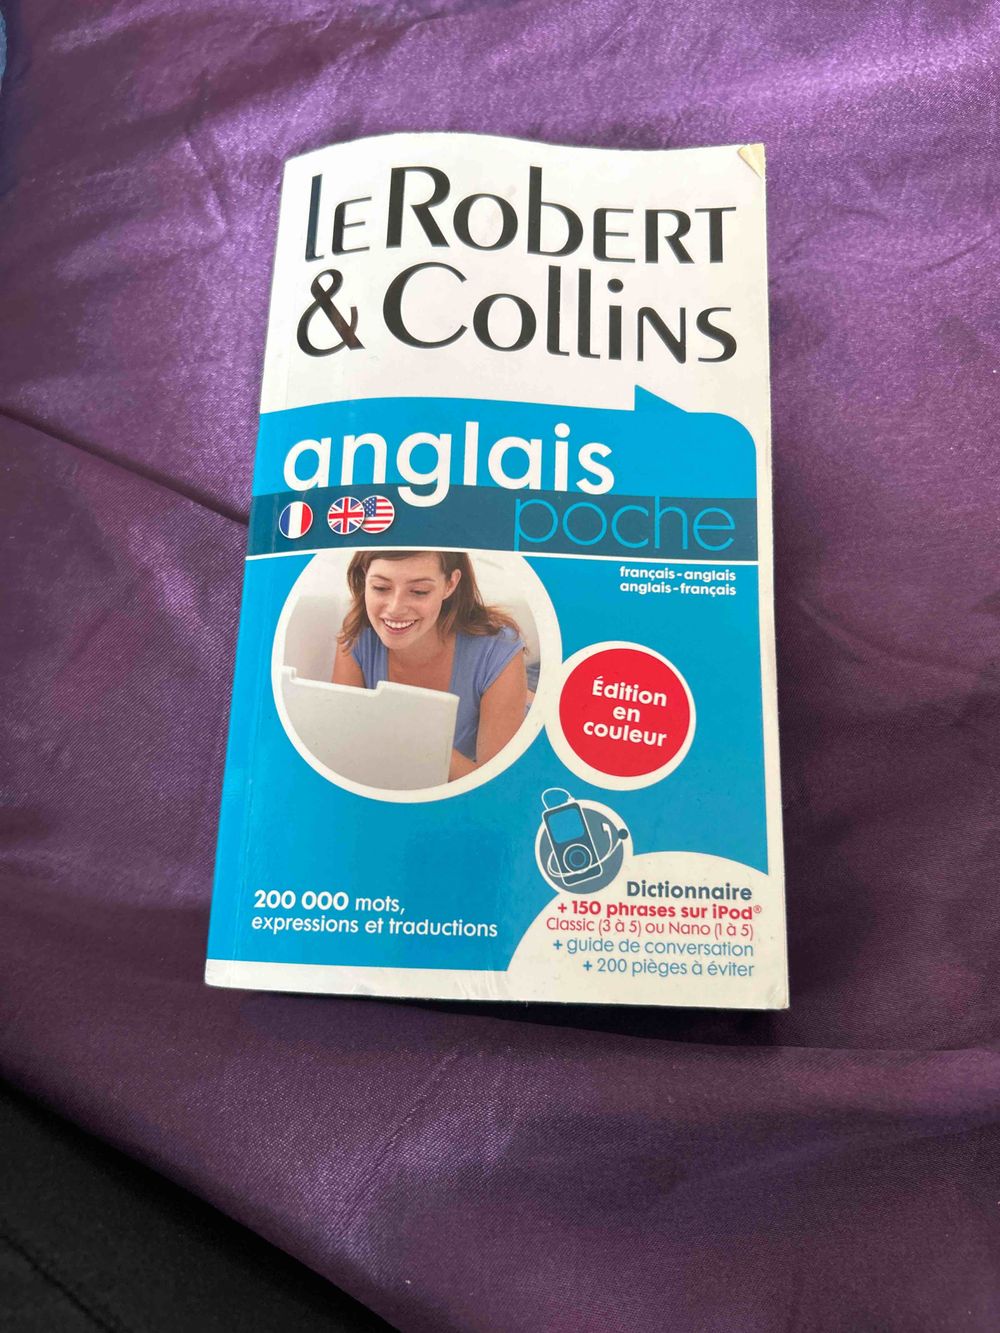 le Robert
& Collins
anglais
poche
français-anglais
anglais-français
Édition
en
couleur
200 000 mots,
expressions et traductions
Dictionnaire
+ 150 phrases sur iPod®
Classic (3 à 5) ou Nano (1 à 5)
+ guide de conversation
+ 200 pièges à éviter